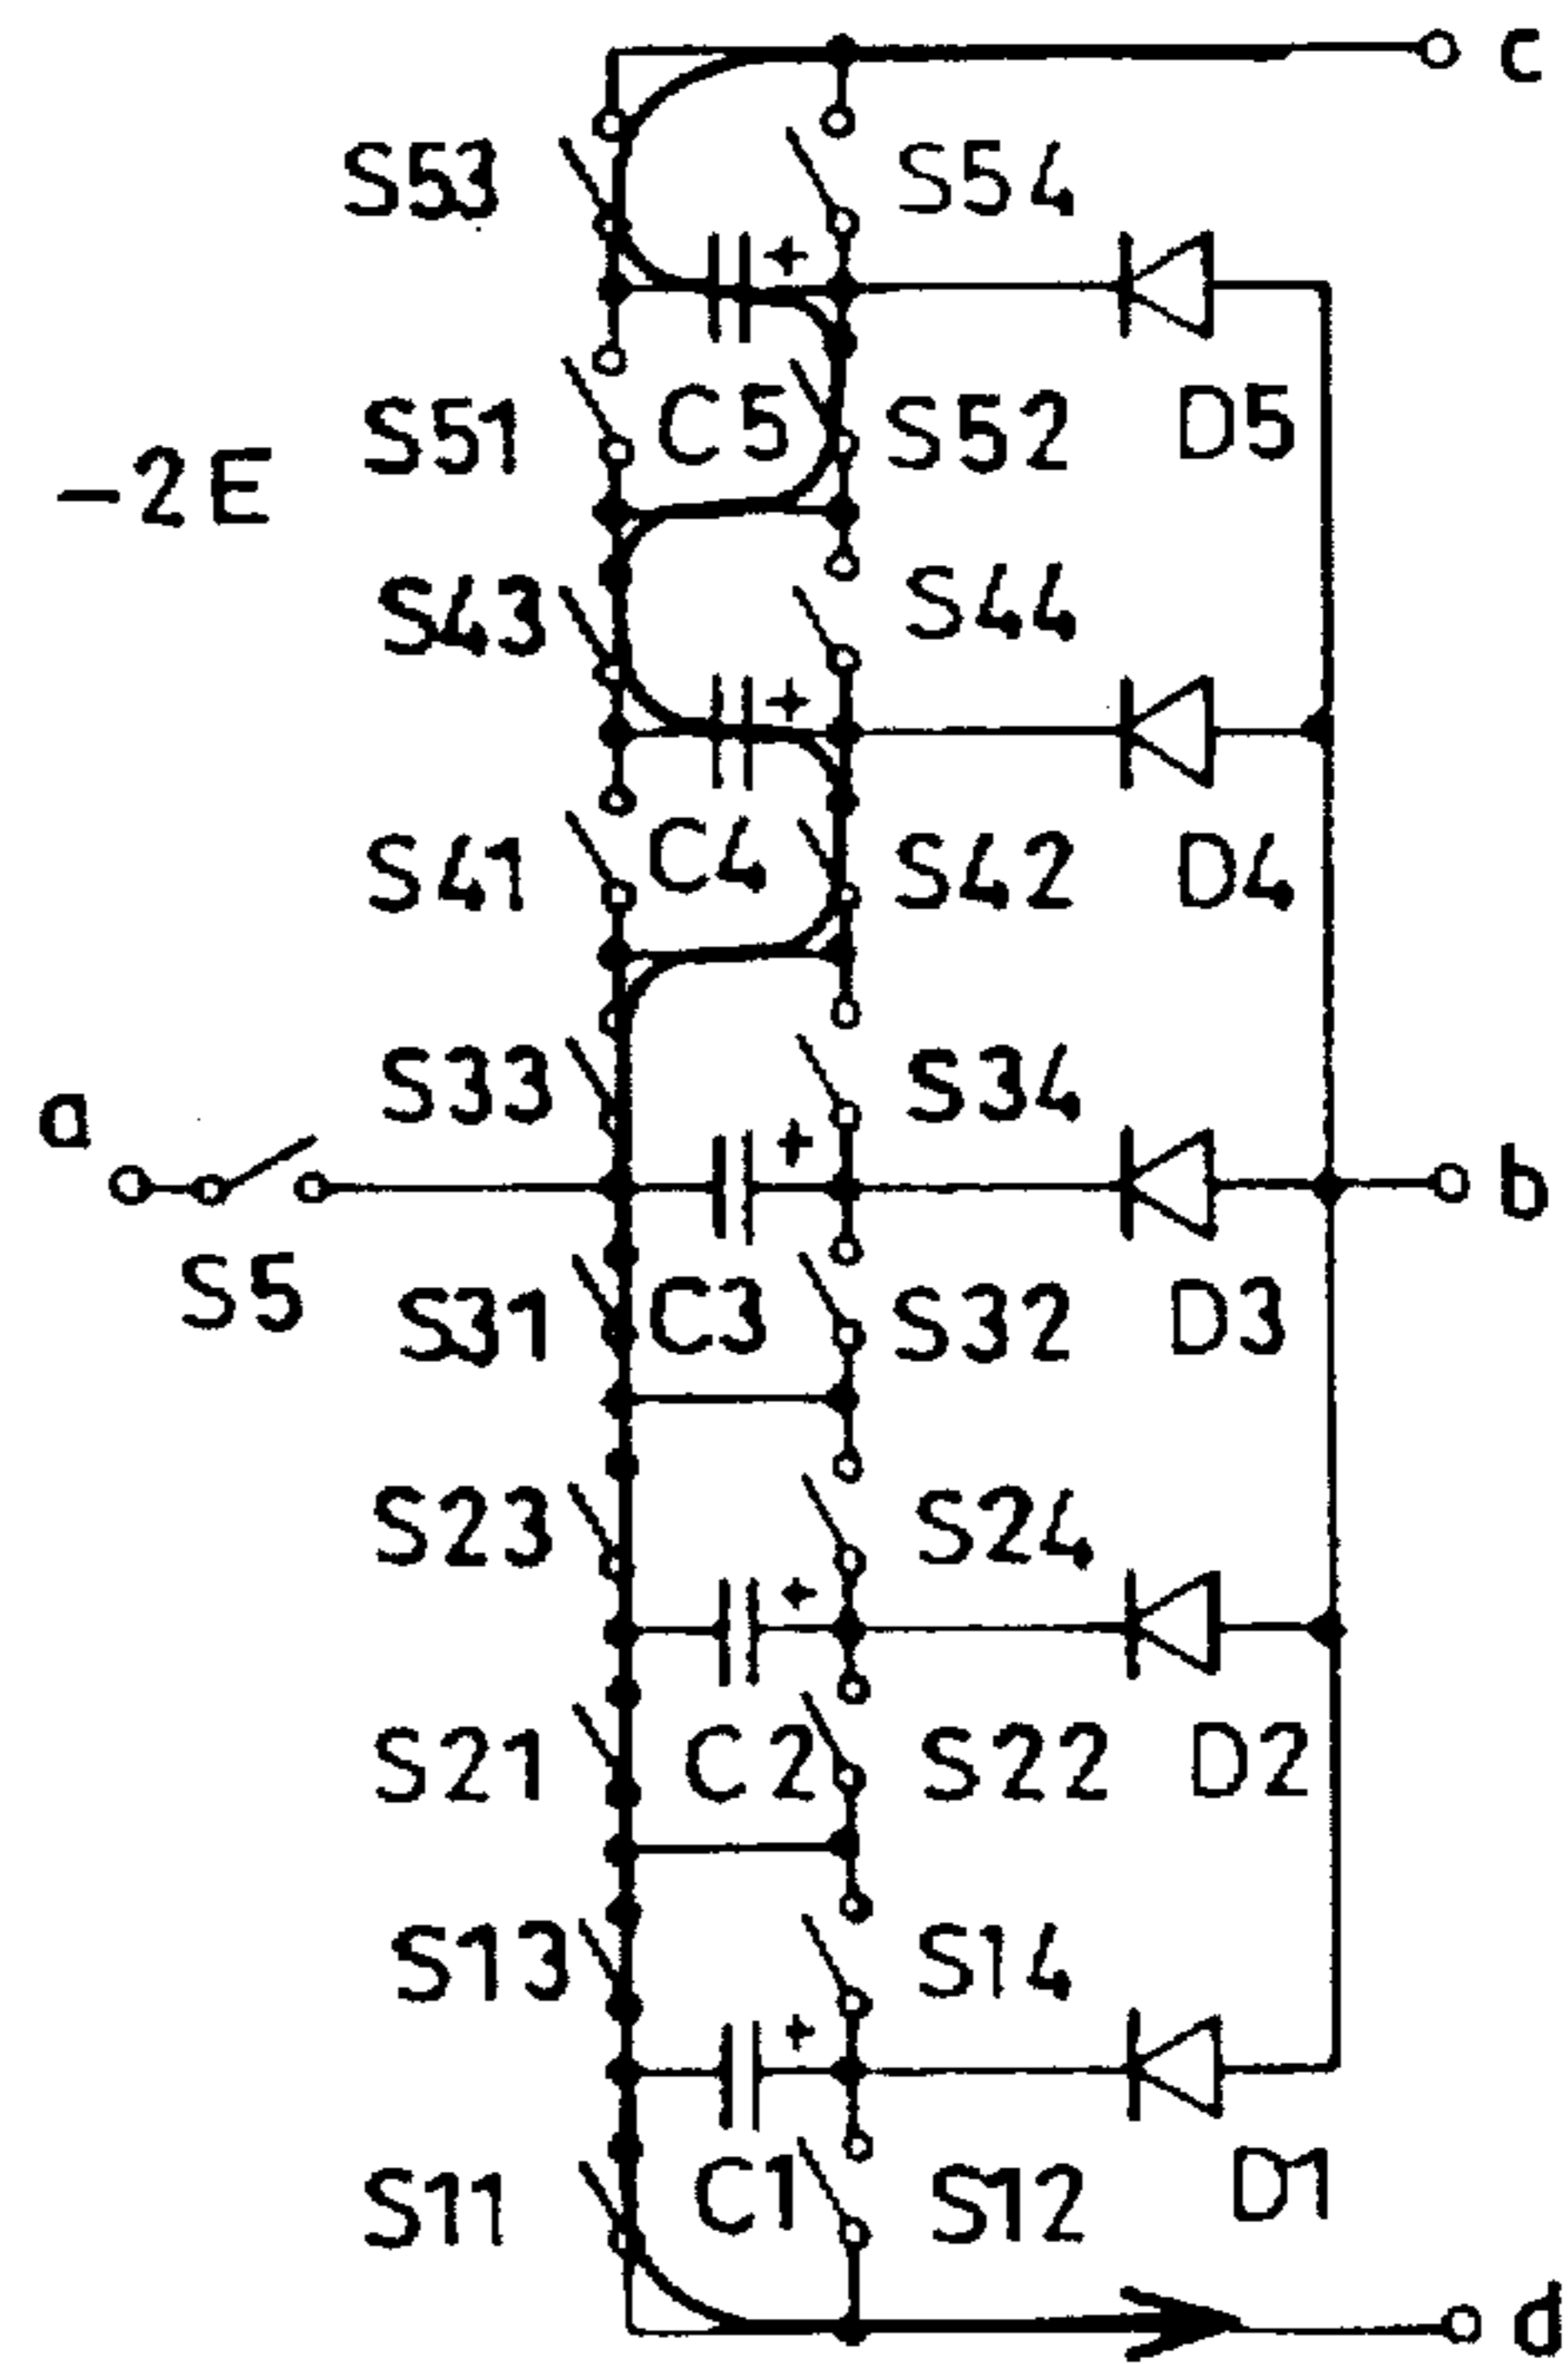 c
S53 S54
S51 C5 S52 D5
-2E
S43 S44
S41 C4 S42 D4
S33 S34
a
b
S5 S31 C3 S32 D3
S23 S24
S21 C2 S22 D2
S13 S14
S11 C1 S12 D1
d